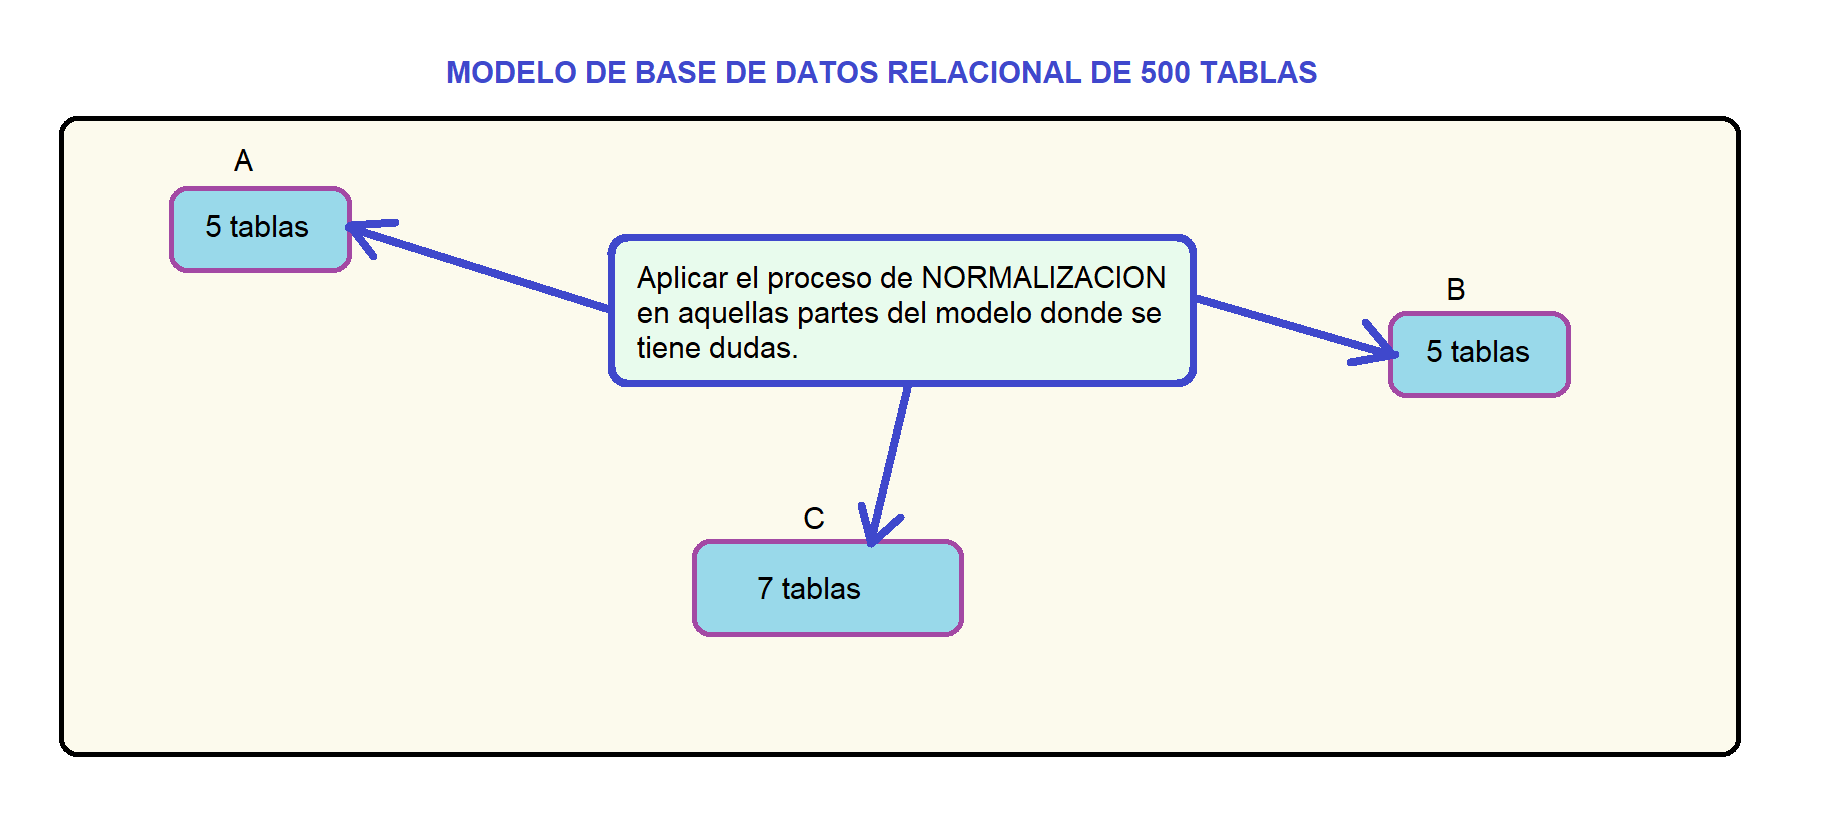 MODELO DE BASE DE DATOS RELACIONAL DE 500 TABLAS
A
5 tablas
Aplicar el proceso de NORMALIZACION
en aquellas partes del modelo donde se
tiene dudas.
B
5 tablas
C
7 tablas